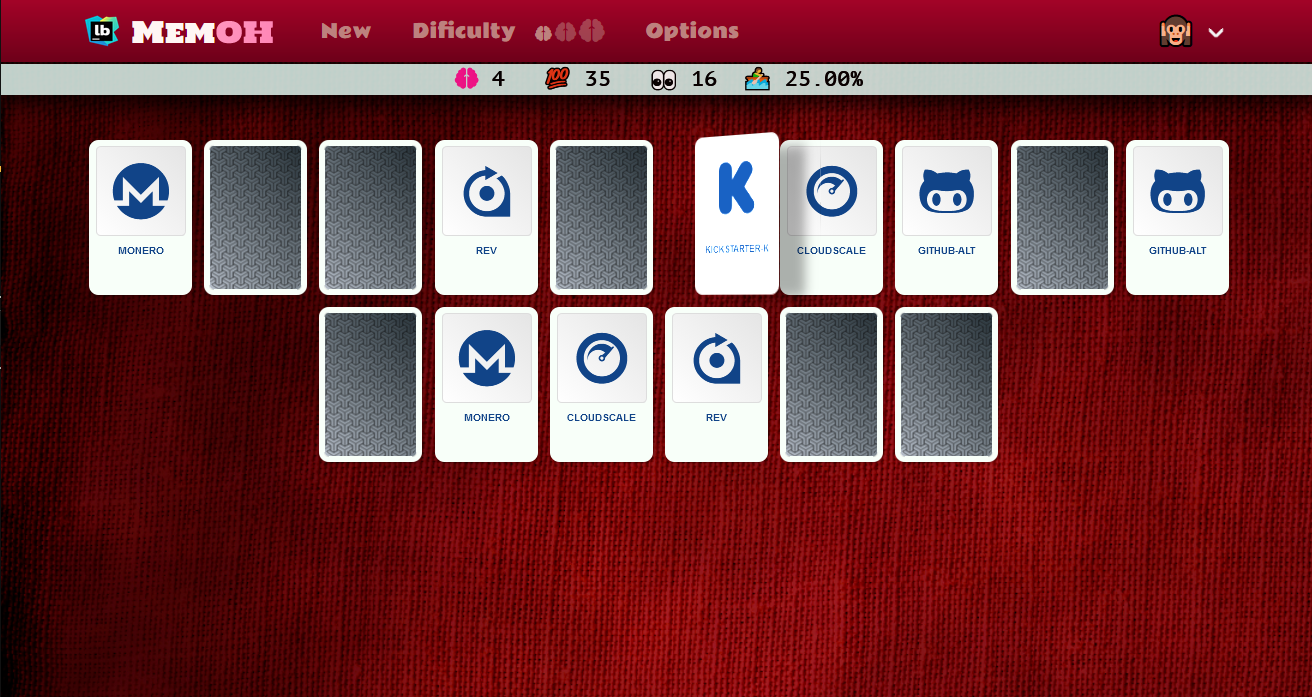 lb MEMOH New Dificulty Options
4 100 35 16 25.00%
MONERO REV KICKSTARTER-K CLOUDSCALE GITHUB-ALT GITHUB-ALT
MONERO CLOUDSCALE REV